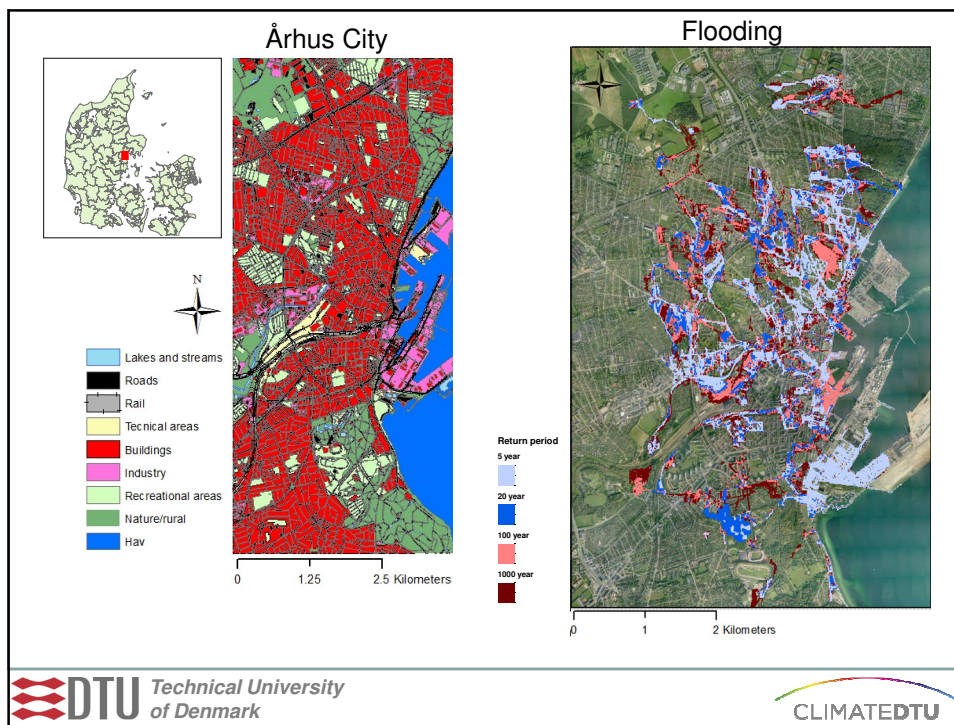 Århus City
Flooding
N
Lakes and streams
Roads
Rail
Tecnical areas
Buildings
Industry
Recreational areas
Nature/rural
Hav
0 1.25 2.5 Kilometers
Return period
5 year
20 year
100 year
1000 year
0 1 2 Kilometers
DTU
Technical University
of Denmark
CLIMATEDTU